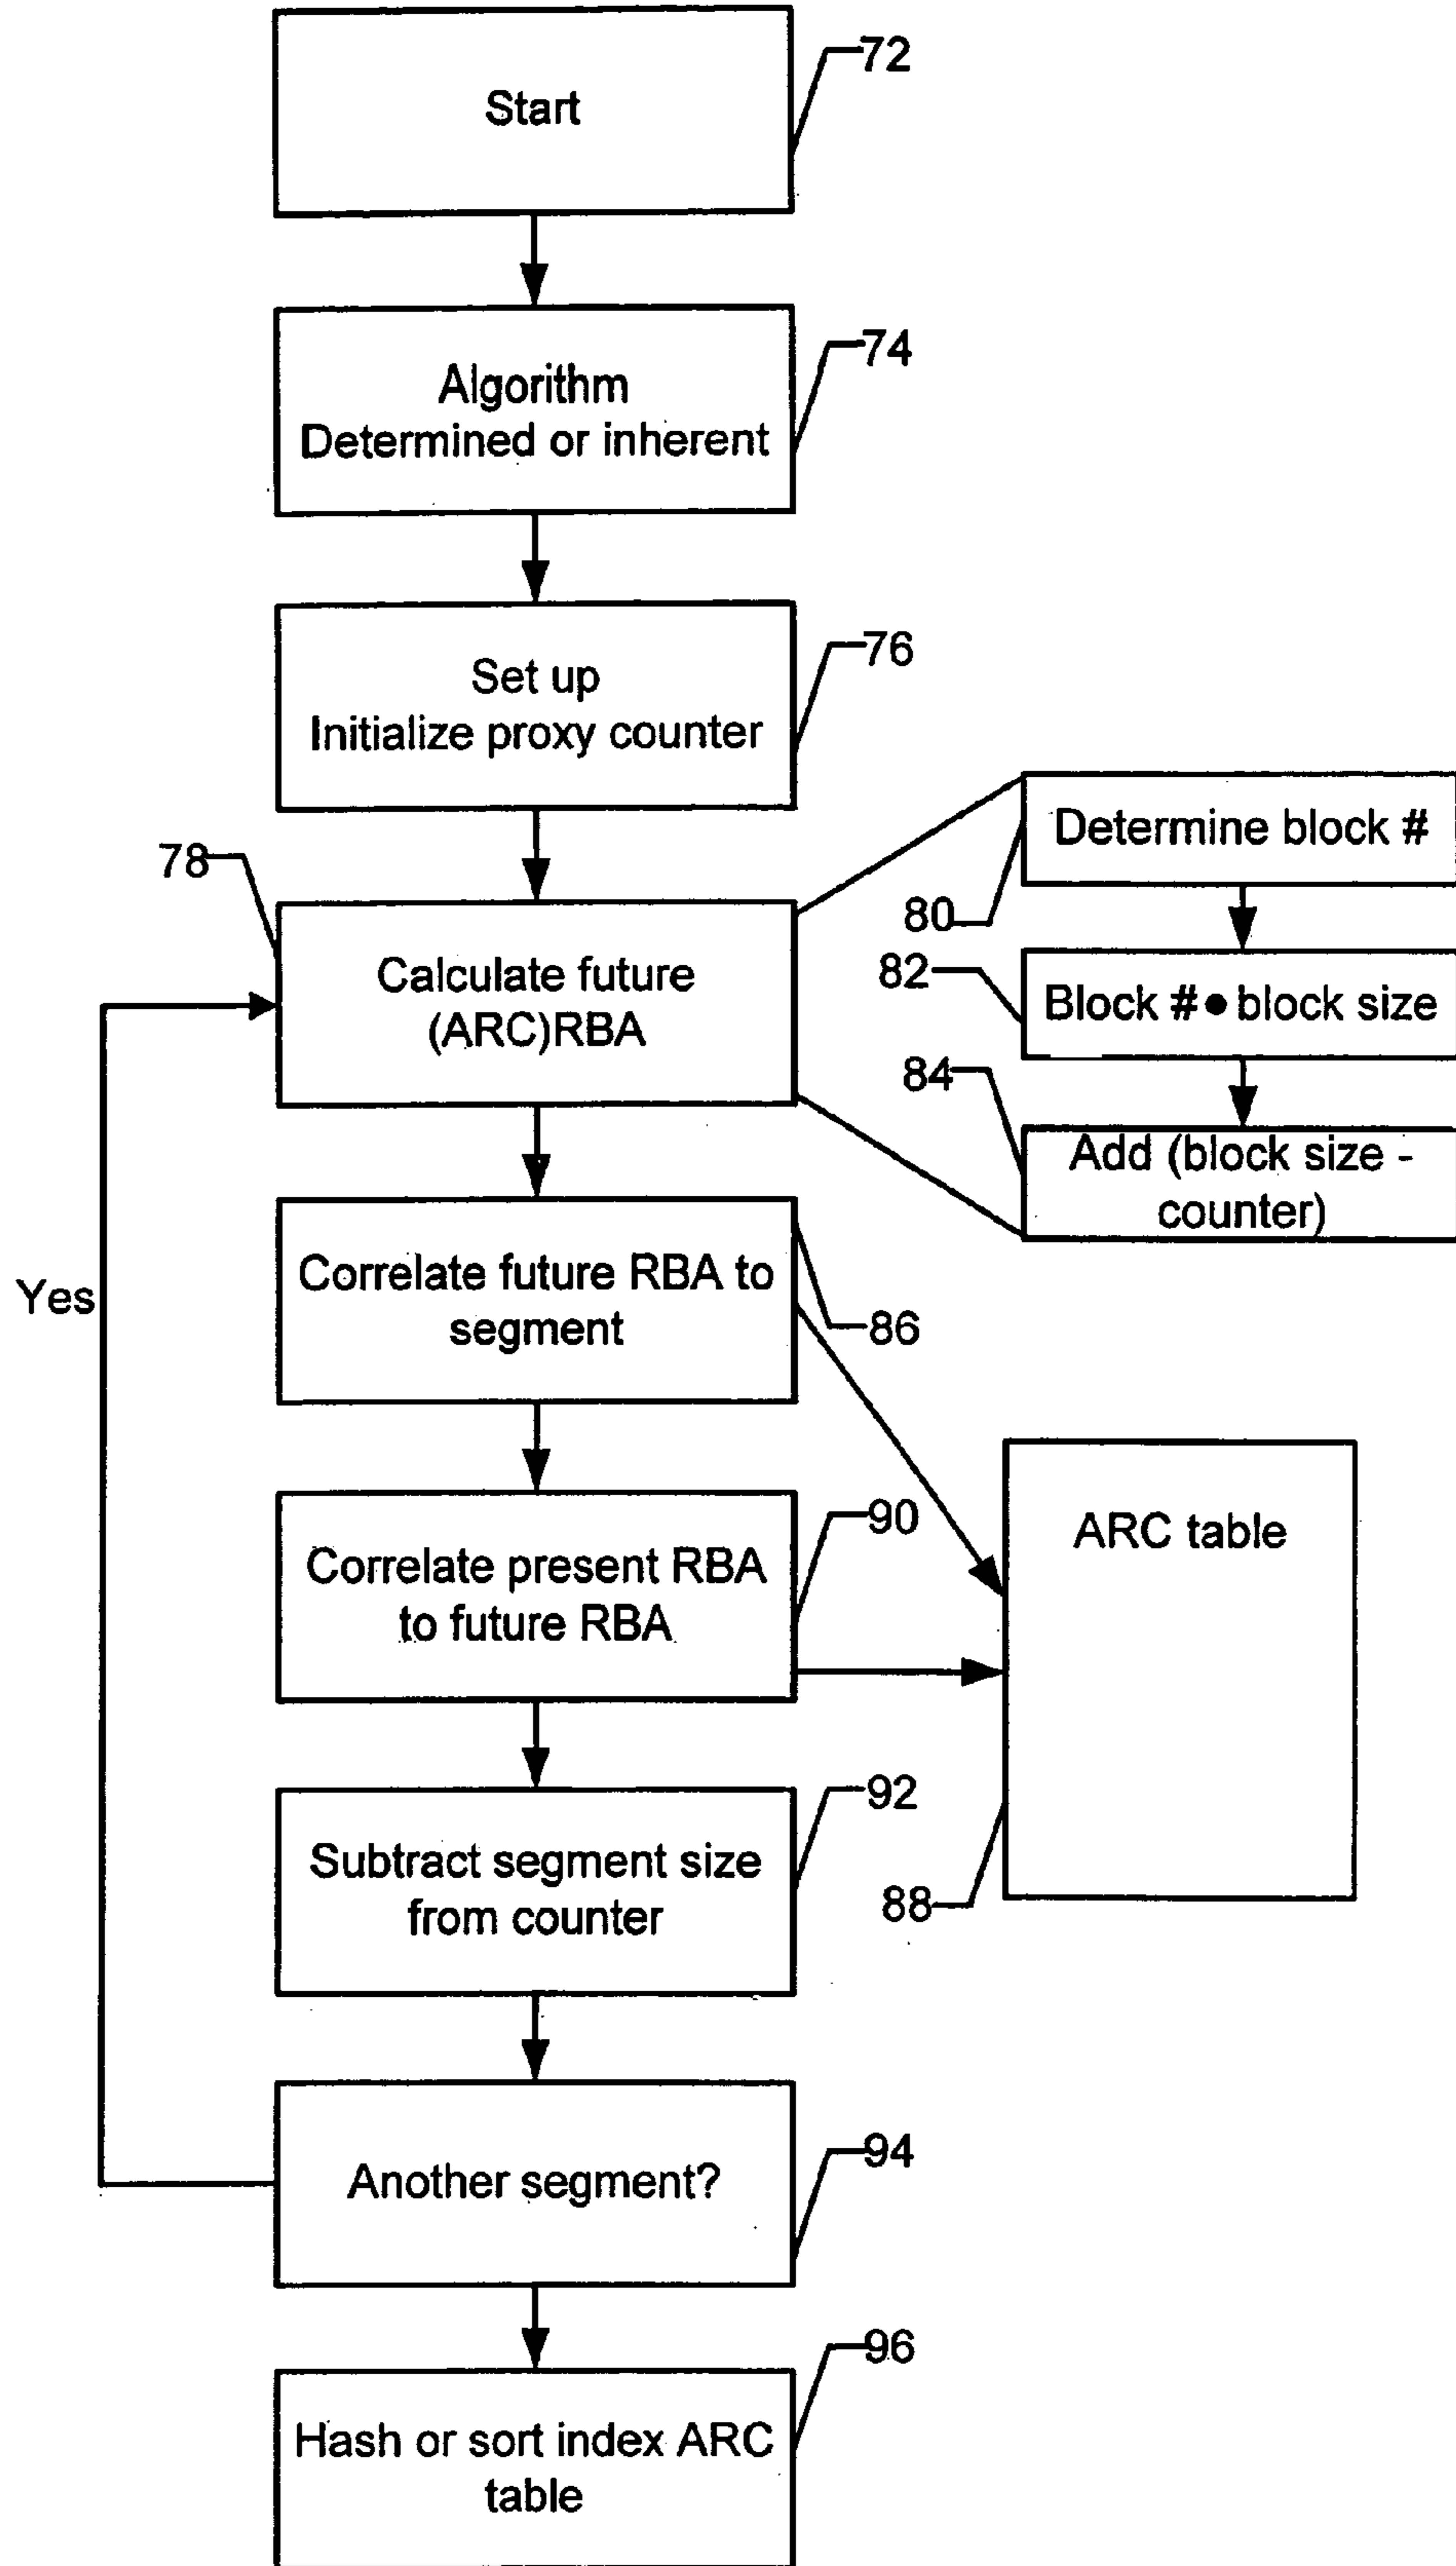 Start
72
Algorithm
Determined or inherent
74
Set up
Initialize proxy counter
76
78
Calculate future
(ARC)RBA
Determine block #
80
82
Block # ● block size
84
Add (block size -
counter)
Yes
Correlate future RBA to
segment
86
Correlate present RBA
to future RBA
90
ARC table
88
Subtract segment size
from counter
92
Another segment?
94
Hash or sort index ARC
table
96